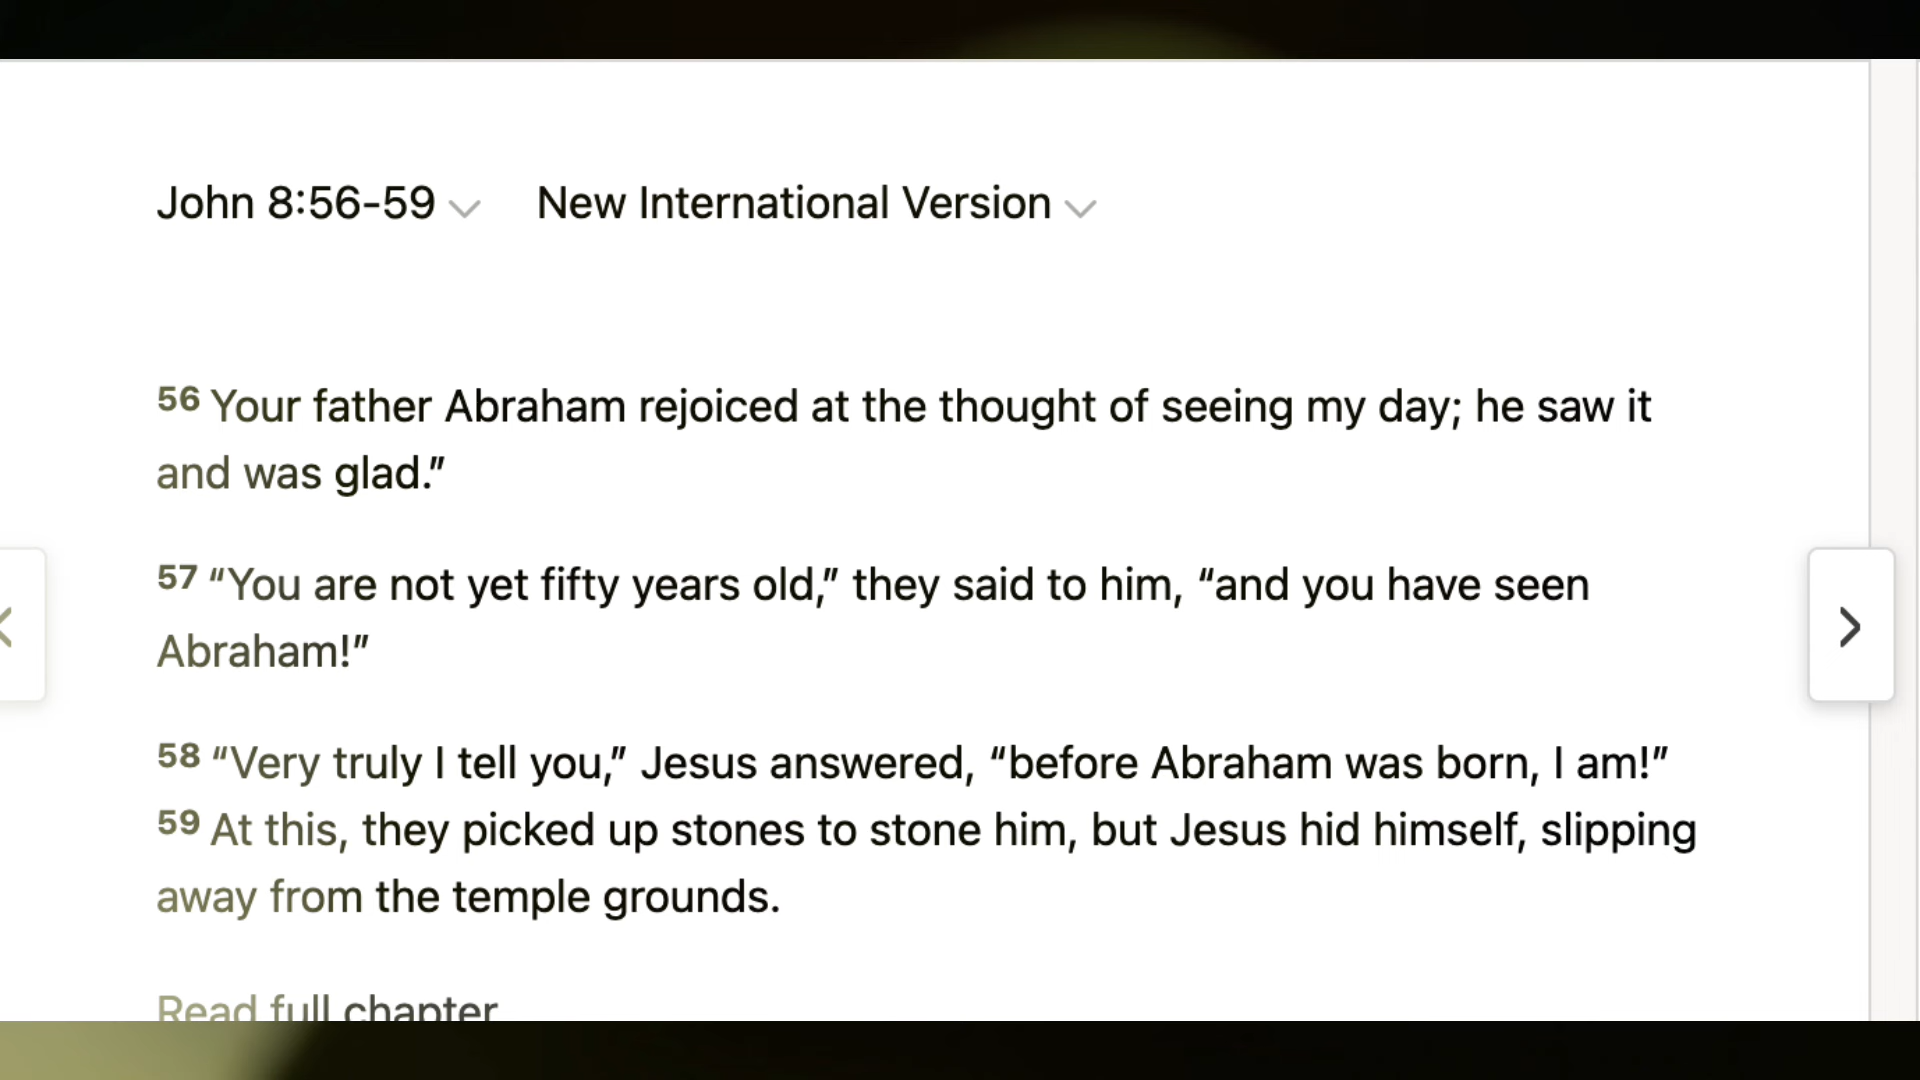 John 8:56-59 New International Version
56 Your father Abraham rejoiced at the thought of seeing my day; he saw it
and was glad.”
57 “You are not yet fifty years old,” they said to him, “and you have seen
Abraham!”
58 “Very truly I tell you,” Jesus answered, “before Abraham was born, I am!”
59 At this, they picked up stones to stone him, but Jesus hid himself, slipping
away from the temple grounds.
Read full chapter